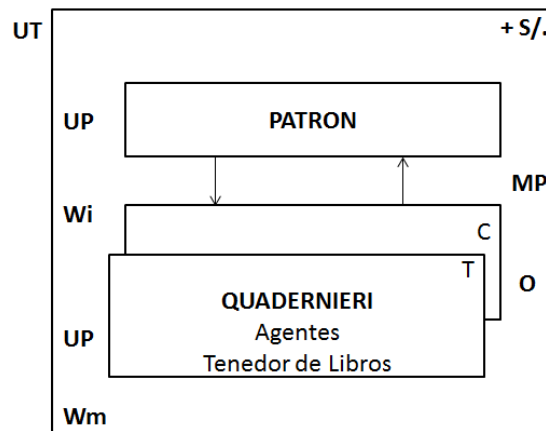 UT
+ S/.
UP
PATRON
MP
Wi
C
T
O
QUADERNIERI
Agentes
UP
Tenedor de Libros
Wm